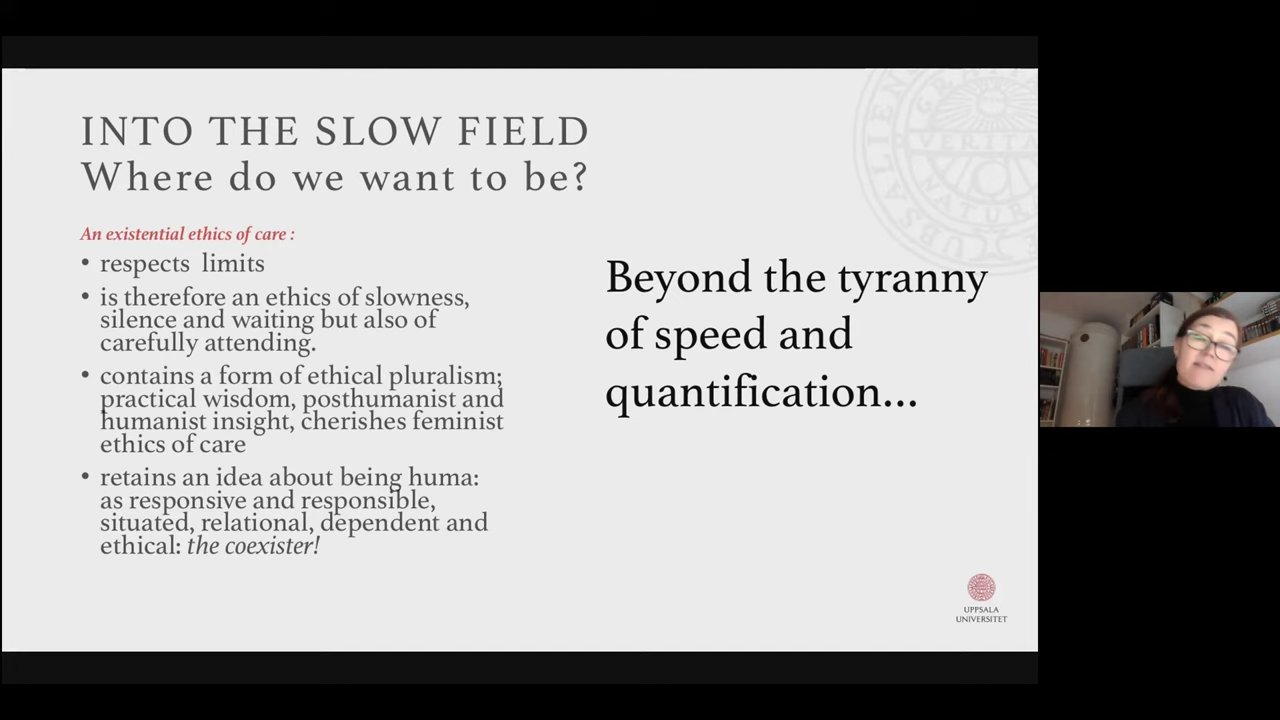 INTO THE SLOW FIELD
Where do we want to be?
An existential ethics of care :
• respects limits
• is therefore an ethics of slowness,
silence and waiting but also of
carefully attending.
• contains a form of ethical pluralism;
practical wisdom, posthumanist and
humanist insight, cherishes feminist
ethics of care
• retains an idea about being huma:
as responsive and responsible,
situated, relational, dependent and
ethical: the coexister!
Beyond the tyranny
of speed and
quantification...
UPPSALA
UNIVERSITET